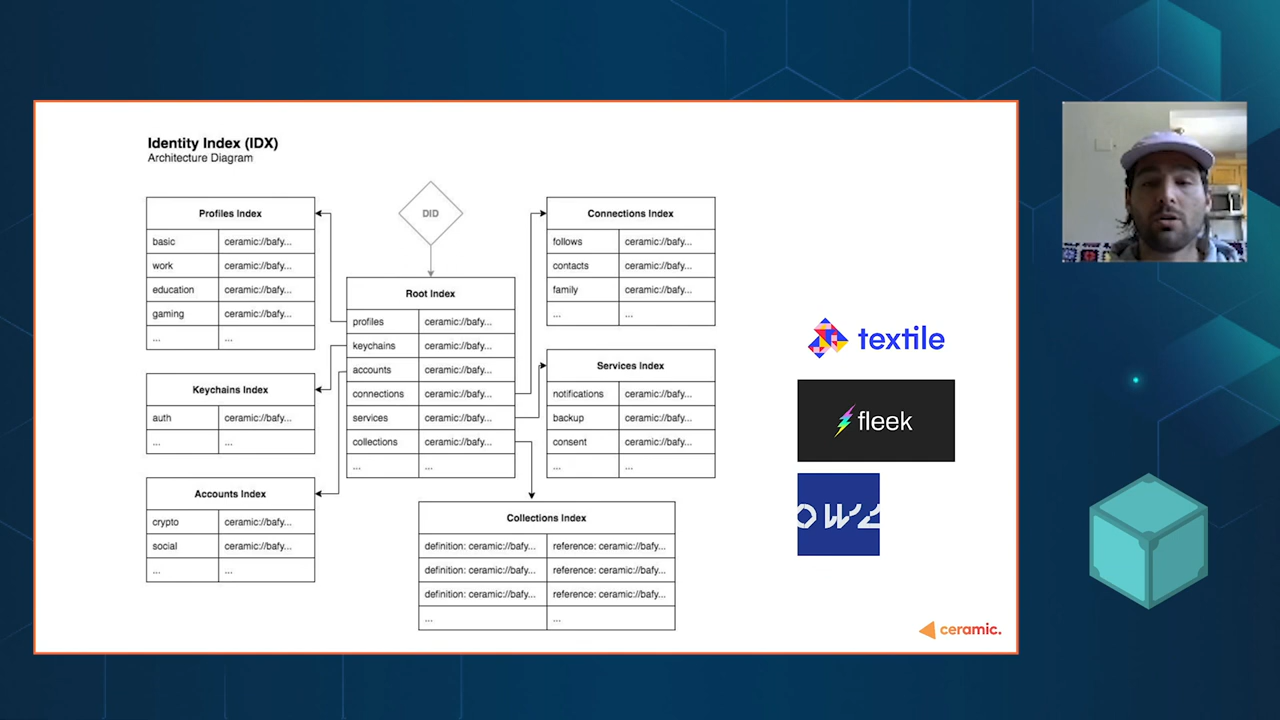 Identity Index (IDX)
Architecture Diagram
DID
Profiles Index
basic ceramic://bafy...
work ceramic://bafy...
education ceramic://bafy...
gaming ceramic://bafy...
... ...
Keychains Index
auth ceramic://bafy...
... ...
Accounts Index
crypto ceramic://bafy...
social ceramic://bafy...
... ...
Root Index
profiles ceramic://bafy...
keychains ceramic://bafy...
accounts ceramic://bafy...
connections ceramic://bafy...
services ceramic://bafy...
collections ceramic://bafy...
... ...
Connections Index
follows ceramic://bafy...
contacts ceramic://bafy...
family ceramic://bafy...
... ...
Services Index
notifications ceramic://bafy...
backup ceramic://bafy...
consent ceramic://bafy...
... ...
Collections Index
definition: ceramic://bafy... reference: ceramic://bafy...
definition: ceramic://bafy... reference: ceramic://bafy...
definition: ceramic://bafy... reference: ceramic://bafy...
... ...
textile
fleek
ceramic.